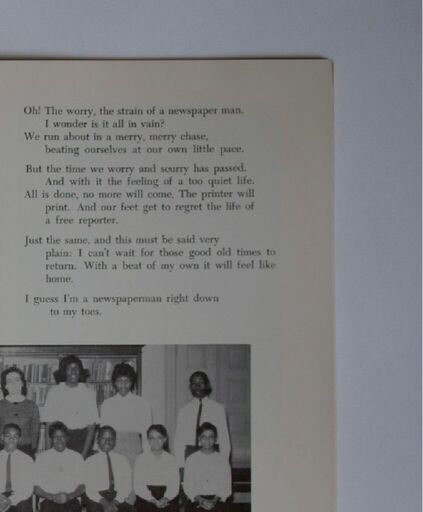 Oh! The worry, the strain of a newspaper man.
I wonder is it all in vain?
We run about in a merry, merry chase,
beating ourselves at our own little pace.
But the time we worry and scurry has passed.
And with it the feeling of a too quiet life.
All is done, no more will come, The printer will
print. And our feet get to regret the life of
a free reporter.
Just the same, and this must be said very
plain: I can't wait for those good old times to
return. With a beat of my own it will feel like
home.
I guess I'm a newspaperman right down
to my toes.